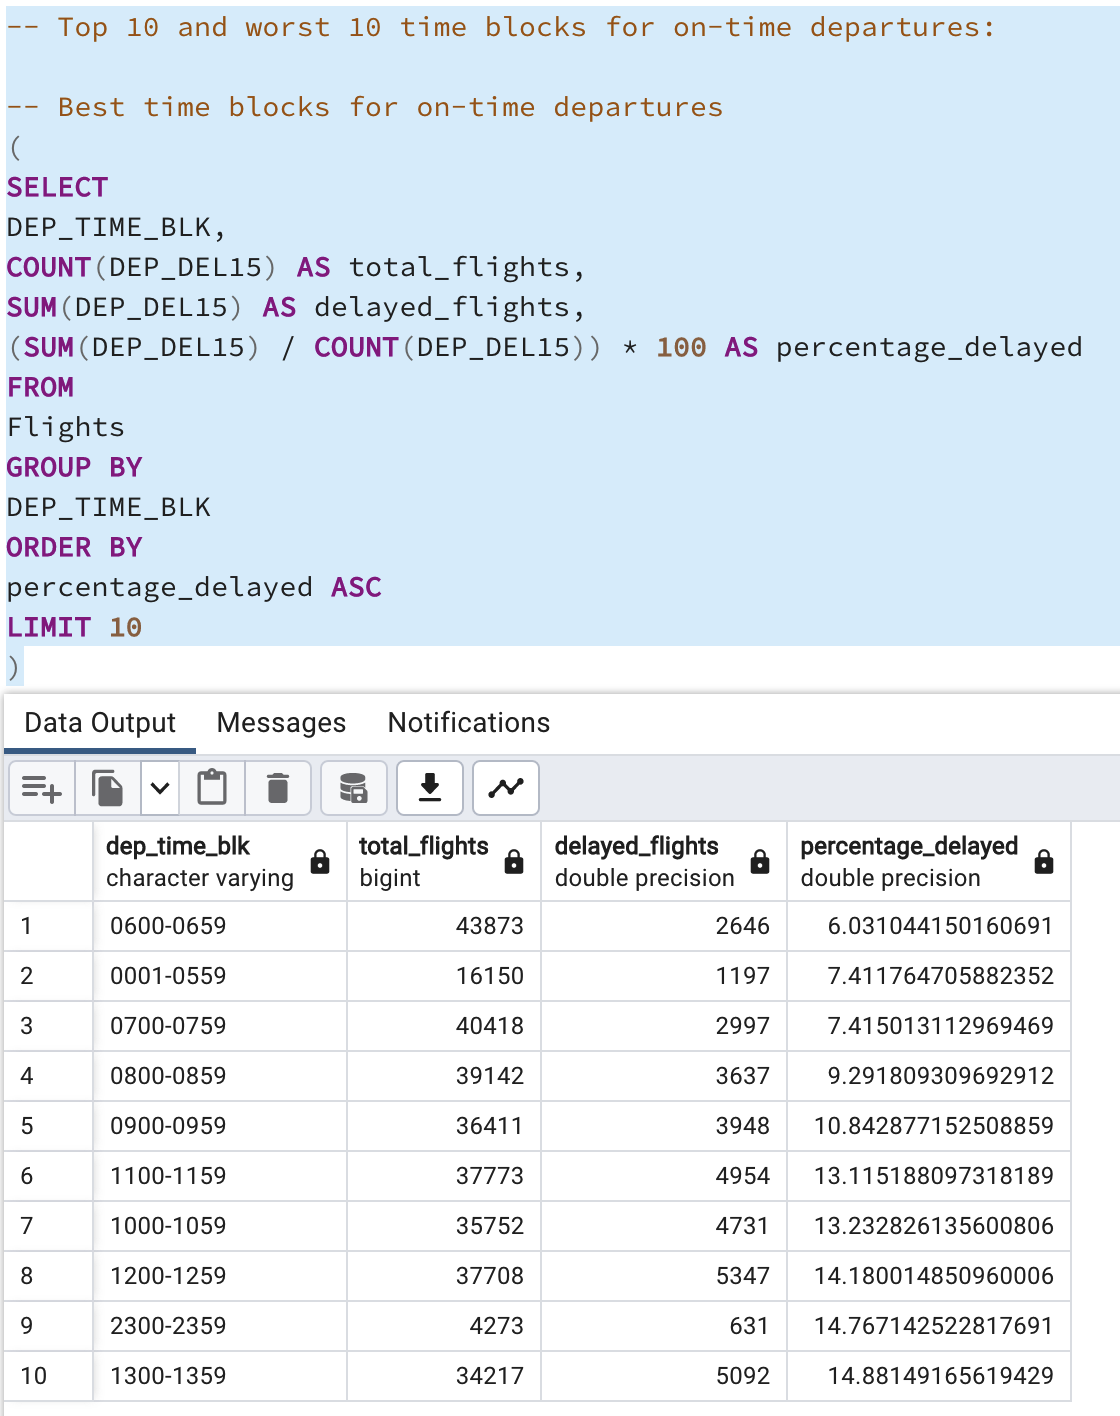 -- Top 10 and worst 10 time blocks for on-time departures:
-- Best time blocks for on-time departures
(
SELECT
DEP_TIME_BLK,
COUNT(DEP_DEL15) AS total_flights,
SUM(DEP_DEL15) AS delayed_flights,
(SUM(DEP_DEL15) / COUNT(DEP_DEL15)) * 100 AS percentage_delayed
FROM
Flights
GROUP BY
DEP_TIME_BLK
ORDER BY
percentage_delayed ASC
LIMIT 10
)
Data Output Messages Notifications
dep_time_blk total_flights delayed_flights percentage_delayed
character varying bigint double precision double precision
1 0600-0659 43873 2646 6.031044150160691
2 0001-0559 16150 1197 7.411764705882352
3 0700-0759 40418 2997 7.415013112969469
4 0800-0859 39142 3637 9.291809309692912
5 0900-0959 36411 3948 10.842877152508859
6 1100-1159 37773 4954 13.115188097318189
7 1000-1059 35752 4731 13.232826135600806
8 1200-1259 37708 5347 14.180014850960006
9 2300-2359 4273 631 14.767142522817691
10 1300-1359 34217 5092 14.88149165619429